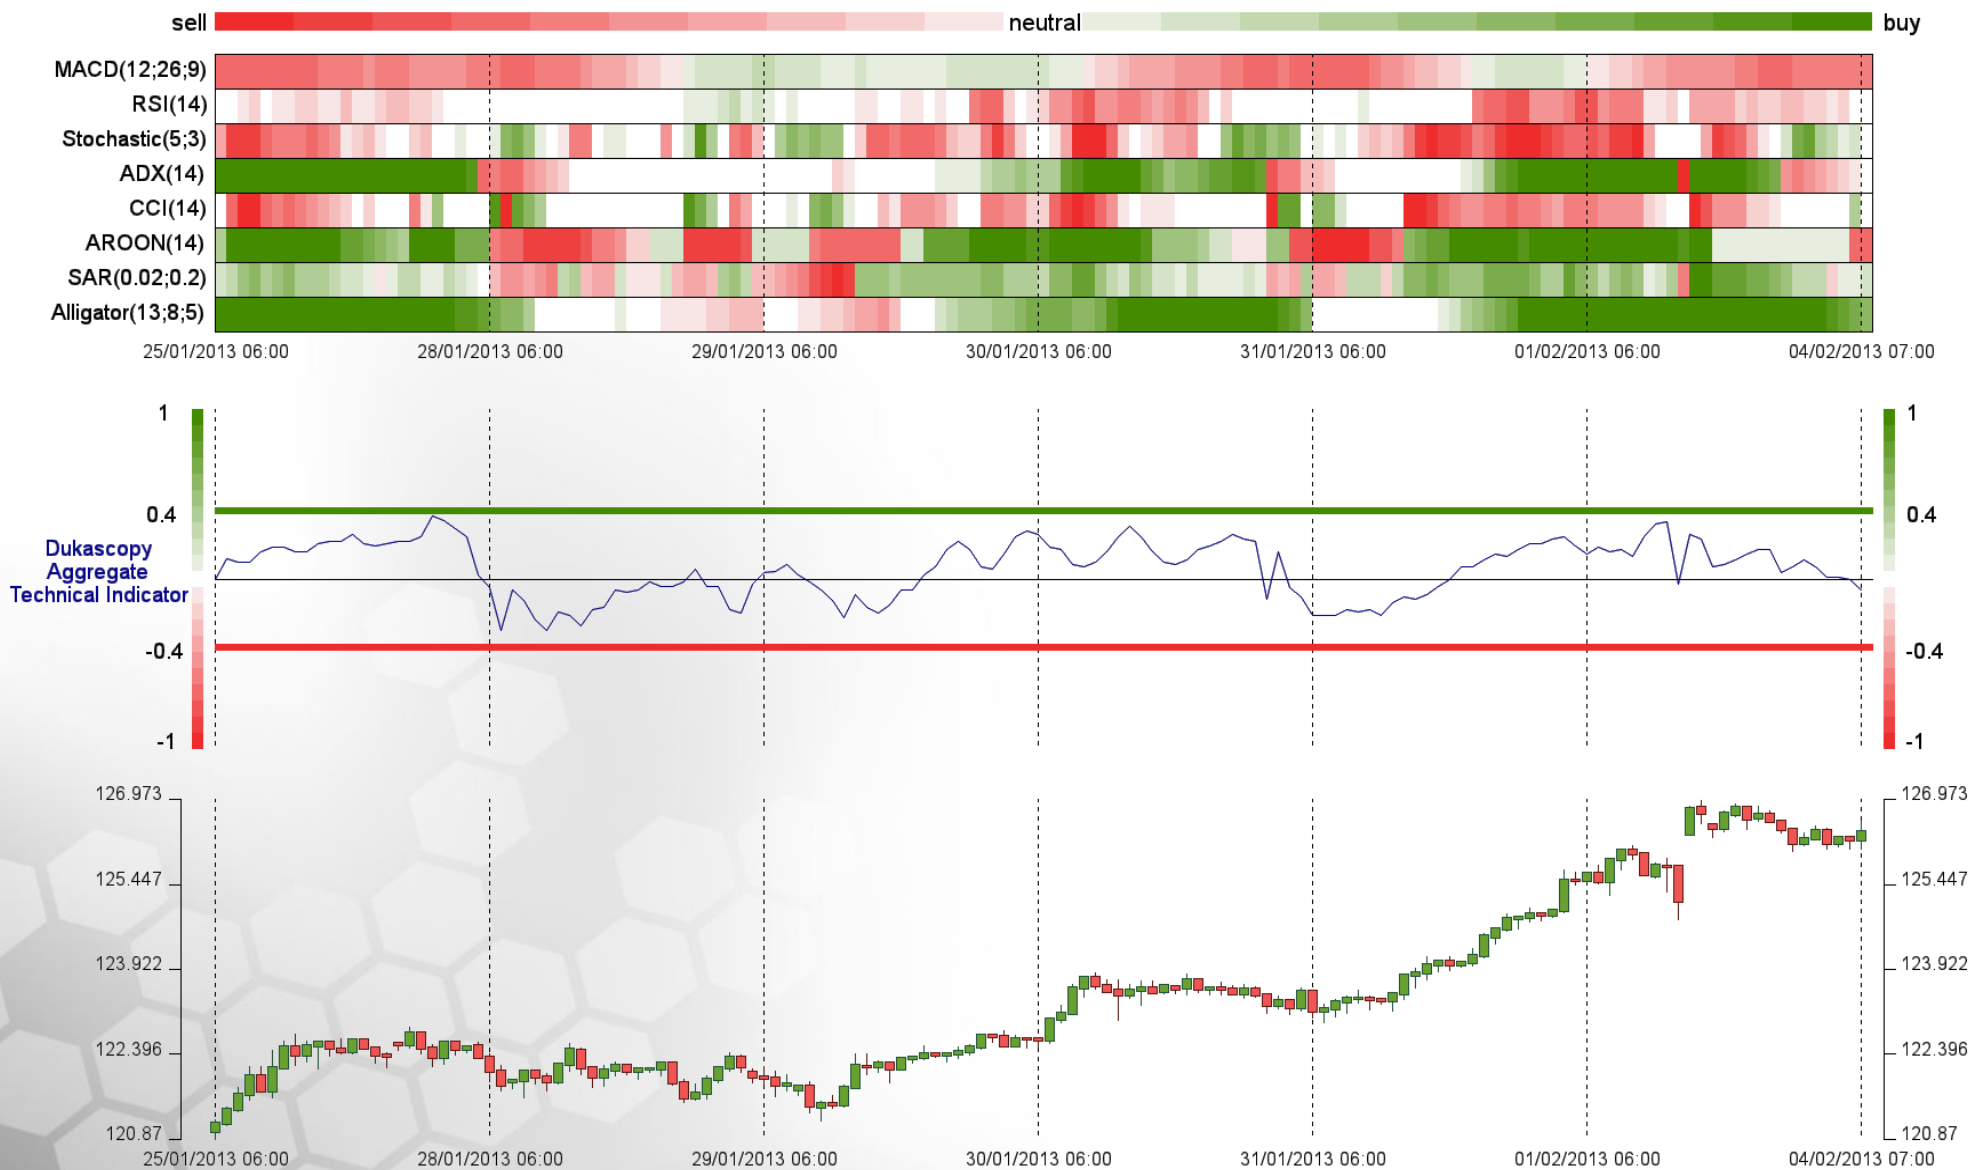 sell neutral buy
MACD(12;26;9)
RSI(14)
Stochastic(5;3)
ADX(14)
CCI(14)
AROON(14)
SAR(0.02;0.2)
Alligator(13;8;5)
25/01/2013 06:00 28/01/2013 06:00 29/01/2013 06:00 30/01/2013 06:00 31/01/2013 06:00 01/02/2013 06:00 04/02/2013 07:00
1 1
0.4 0.4
Dukascopy
Aggregate
Technical Indicator
-0.4 -0.4
-1 -1
126.973 126.973
125.447 125.447
123.922 123.922
122.396 122.396
120.87 120.87
25/01/2013 06:00 28/01/2013 06:00 29/01/2013 06:00 30/01/2013 06:00 31/01/2013 06:00 01/02/2013 06:00 04/02/2013 07:00